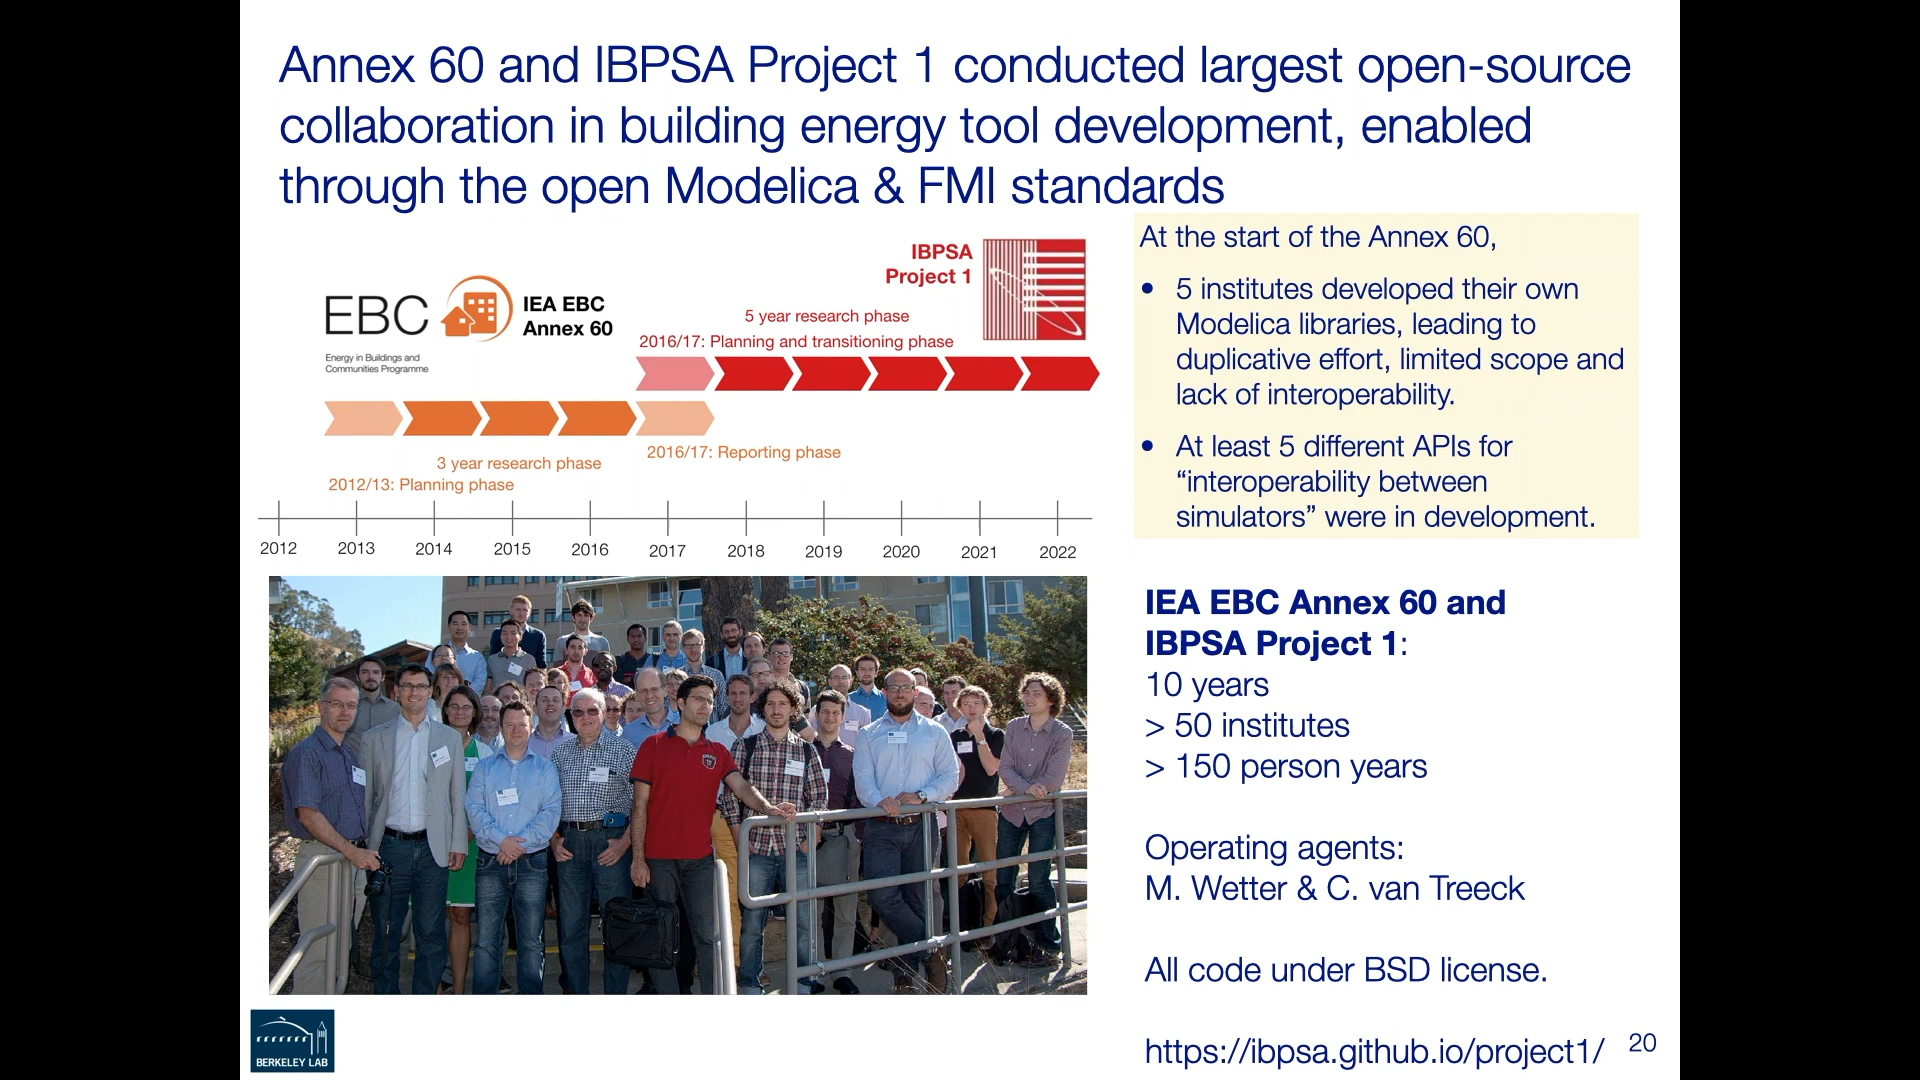 Annex 60 and IBPSA Project 1 conducted largest open-source
collaboration in building energy tool development, enabled
through the open Modelica & FMI standards
EBC
Energy in Buildings and
Communities Programme
IEA EBC
Annex 60
IBPSA
Project 1
5 year research phase
2016/17: Planning and transitioning phase
2016/17: Reporting phase
3 year research phase
2012/13: Planning phase
2012 2013 2014 2015 2016 2017 2018 2019 2020 2021 2022
At the start of the Annex 60,
• 5 institutes developed their own
Modelica libraries, leading to
duplicative effort, limited scope and
lack of interoperability.
• At least 5 different APIs for
“interoperability between
simulators” were in development.
IEA EBC Annex 60 and
IBPSA Project 1:
10 years
> 50 institutes
> 150 person years
Operating agents:
M. Wetter & C. van Treeck
All code under BSD license.
https://ibpsa.github.io/project1/
20
BERKELEY LAB